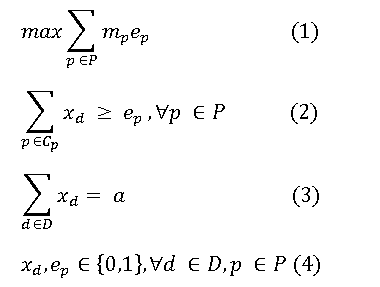 max ∑_{p ∈P} m_p e_p (1)
∑_{p ∈C_p} x_d ≥ e_p ,∀p ∈ P (2)
∑_{d ∈D} x_d = a (3)
x_d , e_p ∈ {0,1},∀d ∈ D, p ∈ P (4)